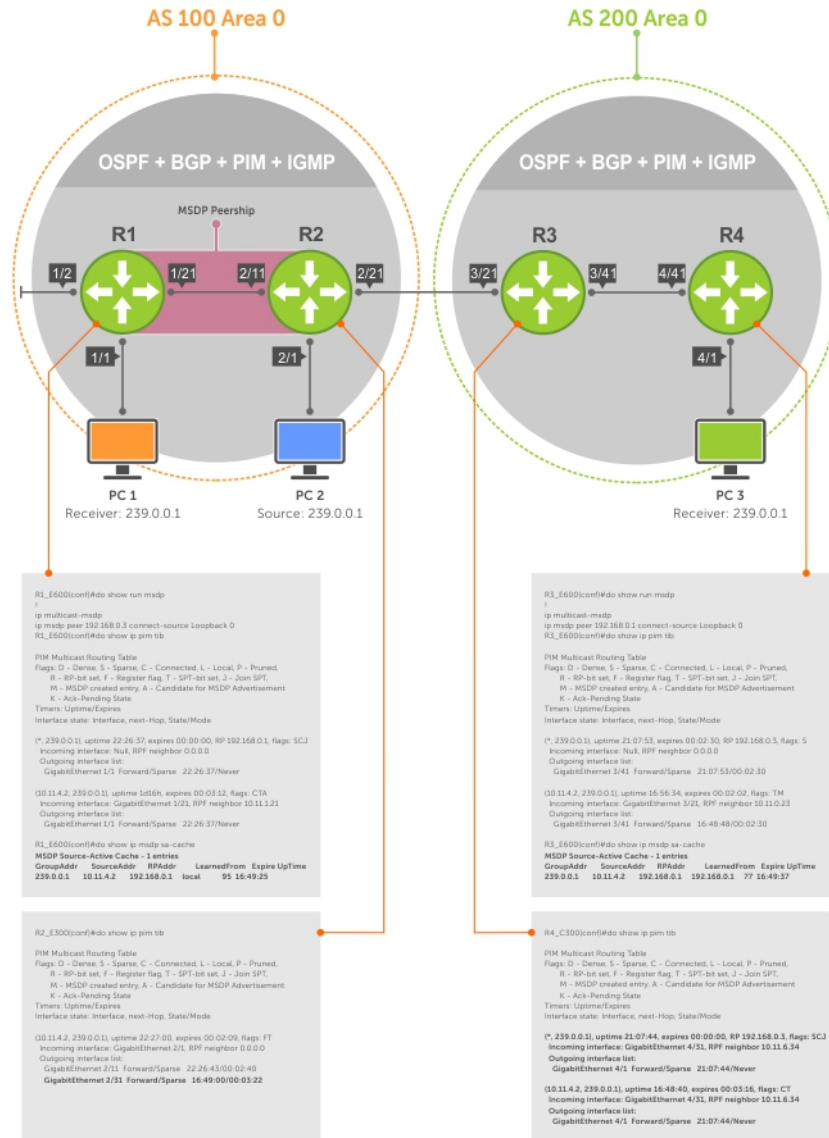 AS 100 Area 0
AS 200 Area 0
OSPF + BGP + PIM + IGMP
OSPF + BGP + PIM + IGMP
MSDP Peership
R1
R2
R3
R4
1/2
1/21
2/11
2/21
3/21
3/41
4/41
1/1
2/1
4/1
PC 1
Receiver: 239.0.0.1
PC 2
Source: 239.0.0.1
PC 3
Receiver: 239.0.0.1
R1_E600(conf)#do show run msdp
!
ip multicast-msdp
ip msdp peer 192.168.0.3 connect-source Loopback 0
R1_E600(conf)#do show ip pim tib
PIM Multicast Routing Table
Flags: D - Dense, S - Sparse, C - Connected, L - Local, P - Pruned,
R - RP-bit set, F - Register flag, T - SPT-bit set, J - Join SPT,
M - MSDP created entry, A - Candidate for MSDP Advertisement
K - Ack-Pending State
Timers: Uptime/Expires
Interface state: Interface, next-Hop, State/Mode
(*, 239.0.0.1), uptime 22:26:37, expires 00:00:00, RP 192.168.0.1, flags: SCJ
Incoming interface: Null, RPF neighbor 0.0.0.0
Outgoing interface list:
GigabitEthernet 1/1 Forward/Sparse 22:26:37/Never
(10.11.4.2, 239.0.0.1), uptime 1d16h, expires 00:03:12, flags: CTA
Incoming interface: GigabitEthernet 1/21, RPF neighbor 10.11.1.21
Outgoing interface list:
GigabitEthernet 1/1 Forward/Sparse 22:26:37/Never
R1_E600(conf)#do show ip msdp sa-cache
MSDP Source-Active Cache - 1 entries
GroupAddr SourceAddr RPAddr LearnedFrom Expire UpTime
239.0.0.1 10.11.4.2 192.168.0.1 local 95 16:49:25
R3_E600(conf)#do show run msdp
!
ip multicast-msdp
ip msdp peer 192.168.0.1 connect-source Loopback 0
R3_E600(conf)#do show ip pim tib
PIM Multicast Routing Table
Flags: D - Dense, S - Sparse, C - Connected, L - Local, P - Pruned,
R - RP-bit set, F - Register flag, T - SPT-bit set, J - Join SPT,
M - MSDP created entry, A - Candidate for MSDP Advertisement
K - Ack-Pending State
Timers: Uptime/Expires
Interface state: Interface, next-Hop, State/Mode
(*, 239.0.0.1), uptime 21:07:53, expires 00:02:30, RP 192.168.0.3, flags: S
Incoming interface: Null, RPF neighbor 0.0.0.0
Outgoing interface list:
GigabitEthernet 3/41 Forward/Sparse 21:07:53/00:02:30
(10.11.4.2, 239.0.0.1), uptime 16:56:34, expires 00:02:02, flags: TM
Incoming interface: GigabitEthernet 3/21, RPF neighbor 10.11.0.23
Outgoing interface list:
GigabitEthernet 3/41 Forward/Sparse 16:48:48/00:02:30
R3_E600(conf)#do show ip msdp sa-cache
MSDP Source-Active Cache - 1 entries
GroupAddr SourceAddr RPAddr LearnedFrom Expire UpTime
239.0.0.1 10.11.4.2 192.168.0.1 192.168.0.1 77 16:49:37
R2_E300(conf)#do show ip pim tib
PIM Multicast Routing Table
Flags: D - Dense, S - Sparse, C - Connected, L - Local, P - Pruned,
R - RP-bit set, F - Register flag, T - SPT-bit set, J - Join SPT,
M - MSDP created entry, A - Candidate for MSDP Advertisement
K - Ack-Pending State
Timers: Uptime/Expires
Interface state: Interface, next-Hop, State/Mode
(10.11.4.2, 239.0.0.1), uptime 22:27:00, expires 00:02:09, flags: FT
Incoming interface: GigabitEthernet 2/1, RPF neighbor 0.0.0.0
Outgoing interface list:
GigabitEthernet 2/11 Forward/Sparse 22:26:43/00:02:40
GigabitEthernet 2/31 Forward/Sparse 16:49:00/00:03:22
R4_C300(conf)#do show ip pim tib
PIM Multicast Routing Table
Flags: D - Dense, S - Sparse, C - Connected, L - Local, P - Pruned,
R - RP-bit set, F - Register flag, T - SPT-bit set, J - Join SPT,
M - MSDP created entry, A - Candidate for MSDP Advertisement
K - Ack-Pending State
Timers: Uptime/Expires
Interface state: Interface, next-Hop, State/Mode
(*, 239.0.0.1), uptime 21:07:44, expires 00:00:00, RP 192.168.0.3, flags: SCJ
Incoming interface: GigabitEthernet 4/31, RPF neighbor 10.11.6.34
Outgoing interface list:
GigabitEthernet 4/1 Forward/Sparse 21:07:44/Never
(10.11.4.2, 239.0.0.1), uptime 16:48:40, expires 00:03:16, flags: CT
Incoming interface: GigabitEthernet 4/31, RPF neighbor 10.11.6.34
Outgoing interface list:
GigabitEthernet 4/1 Forward/Sparse 21:07:44/Never